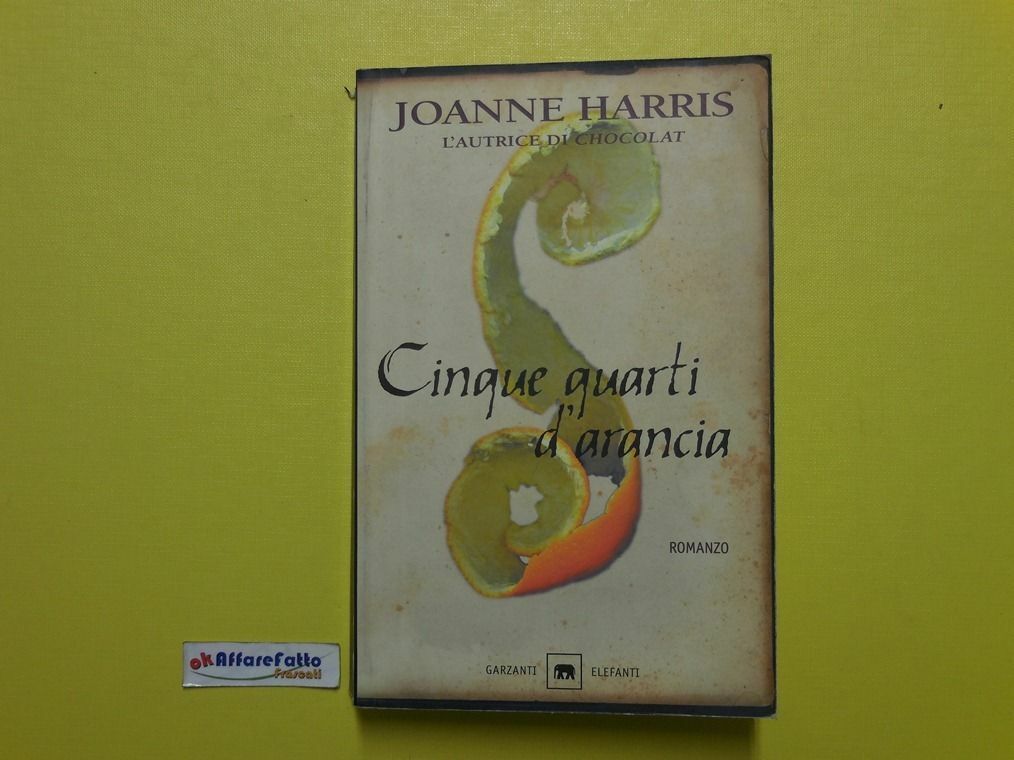 JOANNE HARRIS
L'AUTRICE DI CHOCOLAT
Cinque quarti
d'arancia
ROMANZO
GARZANTI ELEFANTI
okAffareFatto
Frascati